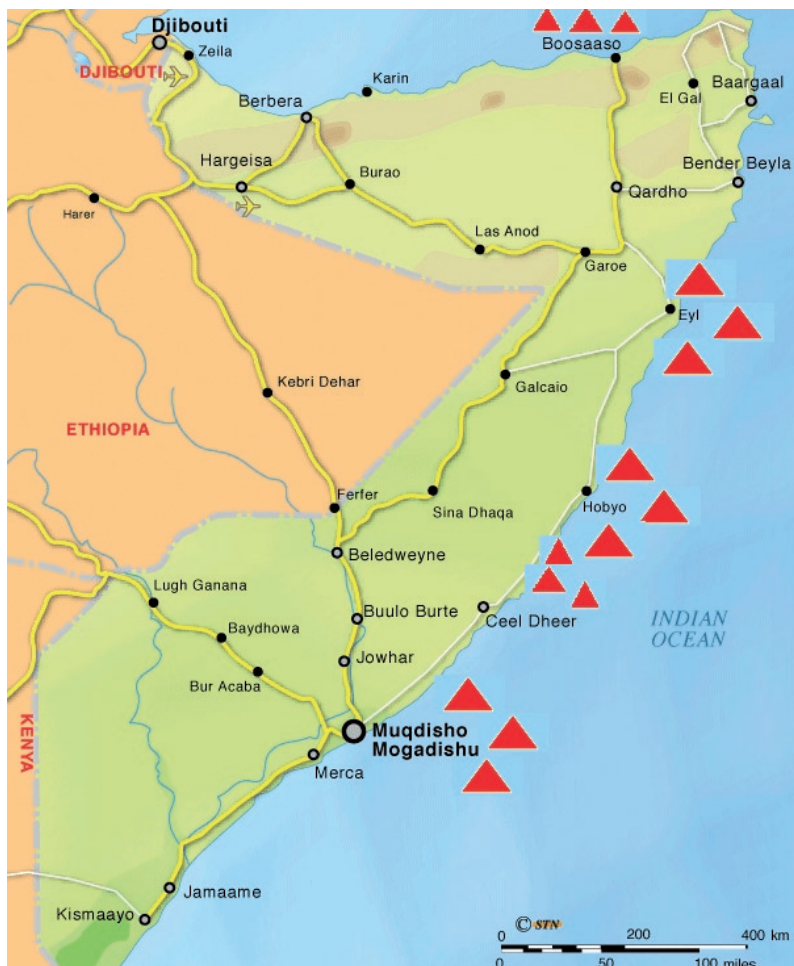 Djibouti
Zeila
Boosaaso
DJIBOUTI
Karin
El Gal
Baargaal
Berbera
Hargeisa
Burao
Bender Beyla
Qardho
Harer
Las Anod
Garoe
Eyl
Kebri Dehar
Galcaio
ETHIOPIA
Ferfer
Sina Dhaqa
Hobyo
Beledweyne
Lugh Ganana
Buulo Burte
Ceel Dheer
INDIAN
OCEAN
Baydhowa
Jowhar
Bur Acaba
KENYA
Muqdisho
Mogadishu
Merca
Jamaame
Kismaayo
© STN
0 200 400 km
0 50 100 miles